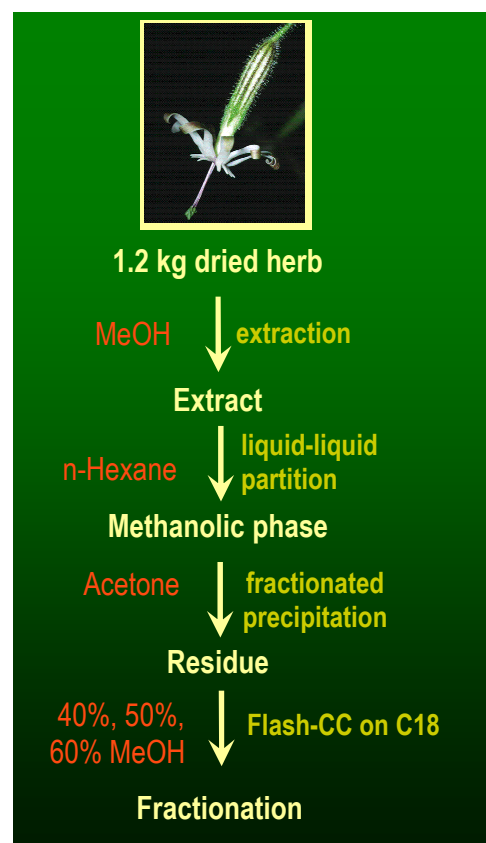 1.2 kg dried herb
MeOH extraction
Extract
n-Hexane liquid-liquid partition
Methanolic phase
Acetone fractionated precipitation
Residue
40%, 50%, 60% MeOH Flash-CC on C18
Fractionation